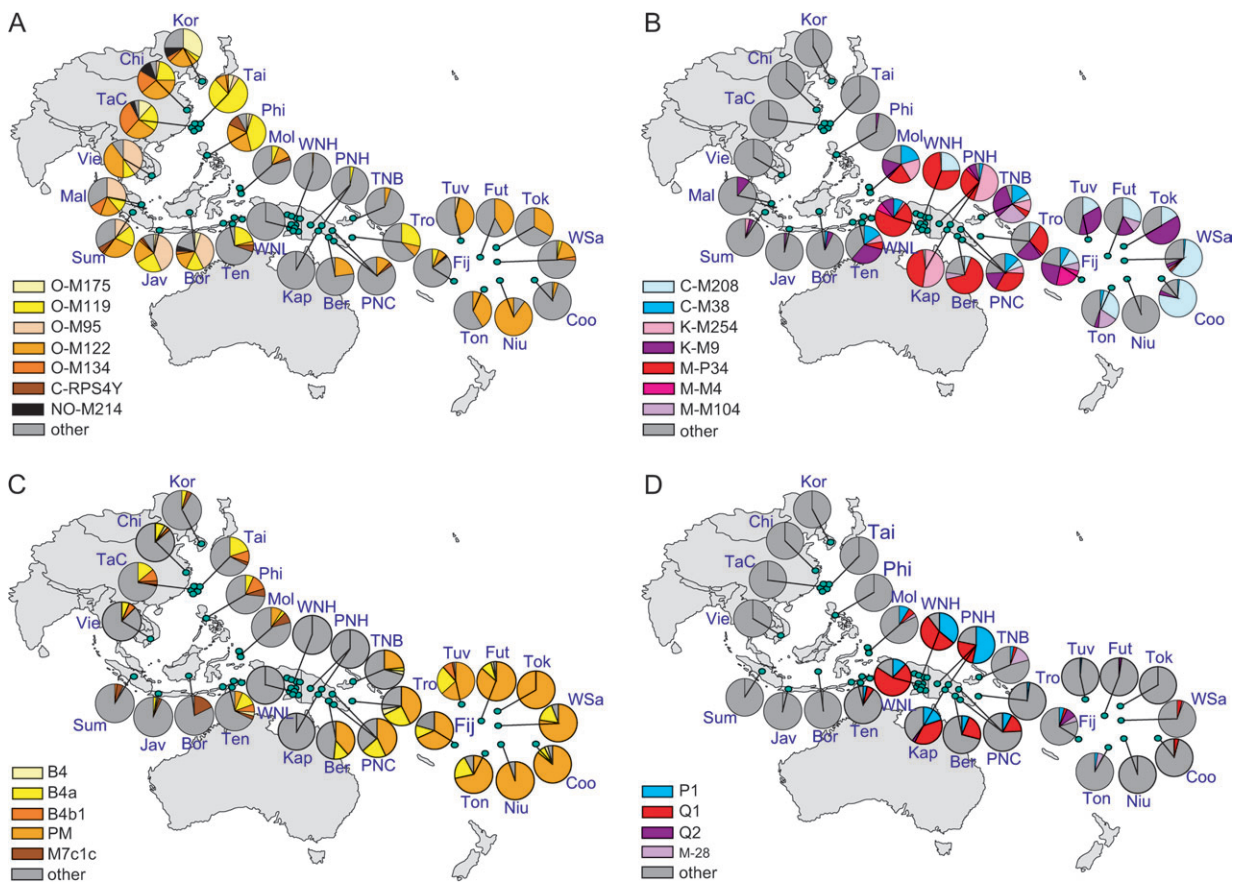 A
Kor
Chi
Tai
TaC
Phi
Mol
WNH
PNH
TNB
Vie
Mal
Tuv
Fut
Tok
Tro
WSa
Sum
Jav
Bor
Ten
WNL
Kap
Ber
PNC
Fij
Ton
Niu
Coo
O-M175
O-M119
O-M95
O-M122
O-M134
C-RPS4Y
NO-M214
other
B
Kor
Chi
Tai
TaC
Phi
Mol
WNH
PNH
TNB
Vie
Mal
Tuv
Fut
Tok
Tro
WSa
Sum
Jav
Bor
Ten
WNL
Kap
Ber
PNC
Fij
Ton
Niu
Coo
C-M208
C-M38
K-M254
K-M9
M-P34
M-M4
M-M104
other
C
Kor
Chi
Tai
TaC
Phi
Mol
WNH
PNH
TNB
Vie
Tuv
Fut
Tok
Tro
WSa
Sum
Jav
Bor
Ten
WNL
Kap
Ber
PNC
Fij
Ton
Niu
Coo
B4
B4a
B4b1
PM
M7c1c
other
D
Kor
Chi
Tai
TaC
Phi
Mol
WNH
PNH
TNB
Vie
Tuv
Fut
Tok
Tro
WSa
Sum
Jav
Bor
Ten
WNL
Kap
Ber
PNC
Fij
Ton
Niu
Coo
P1
Q1
Q2
M-28
other